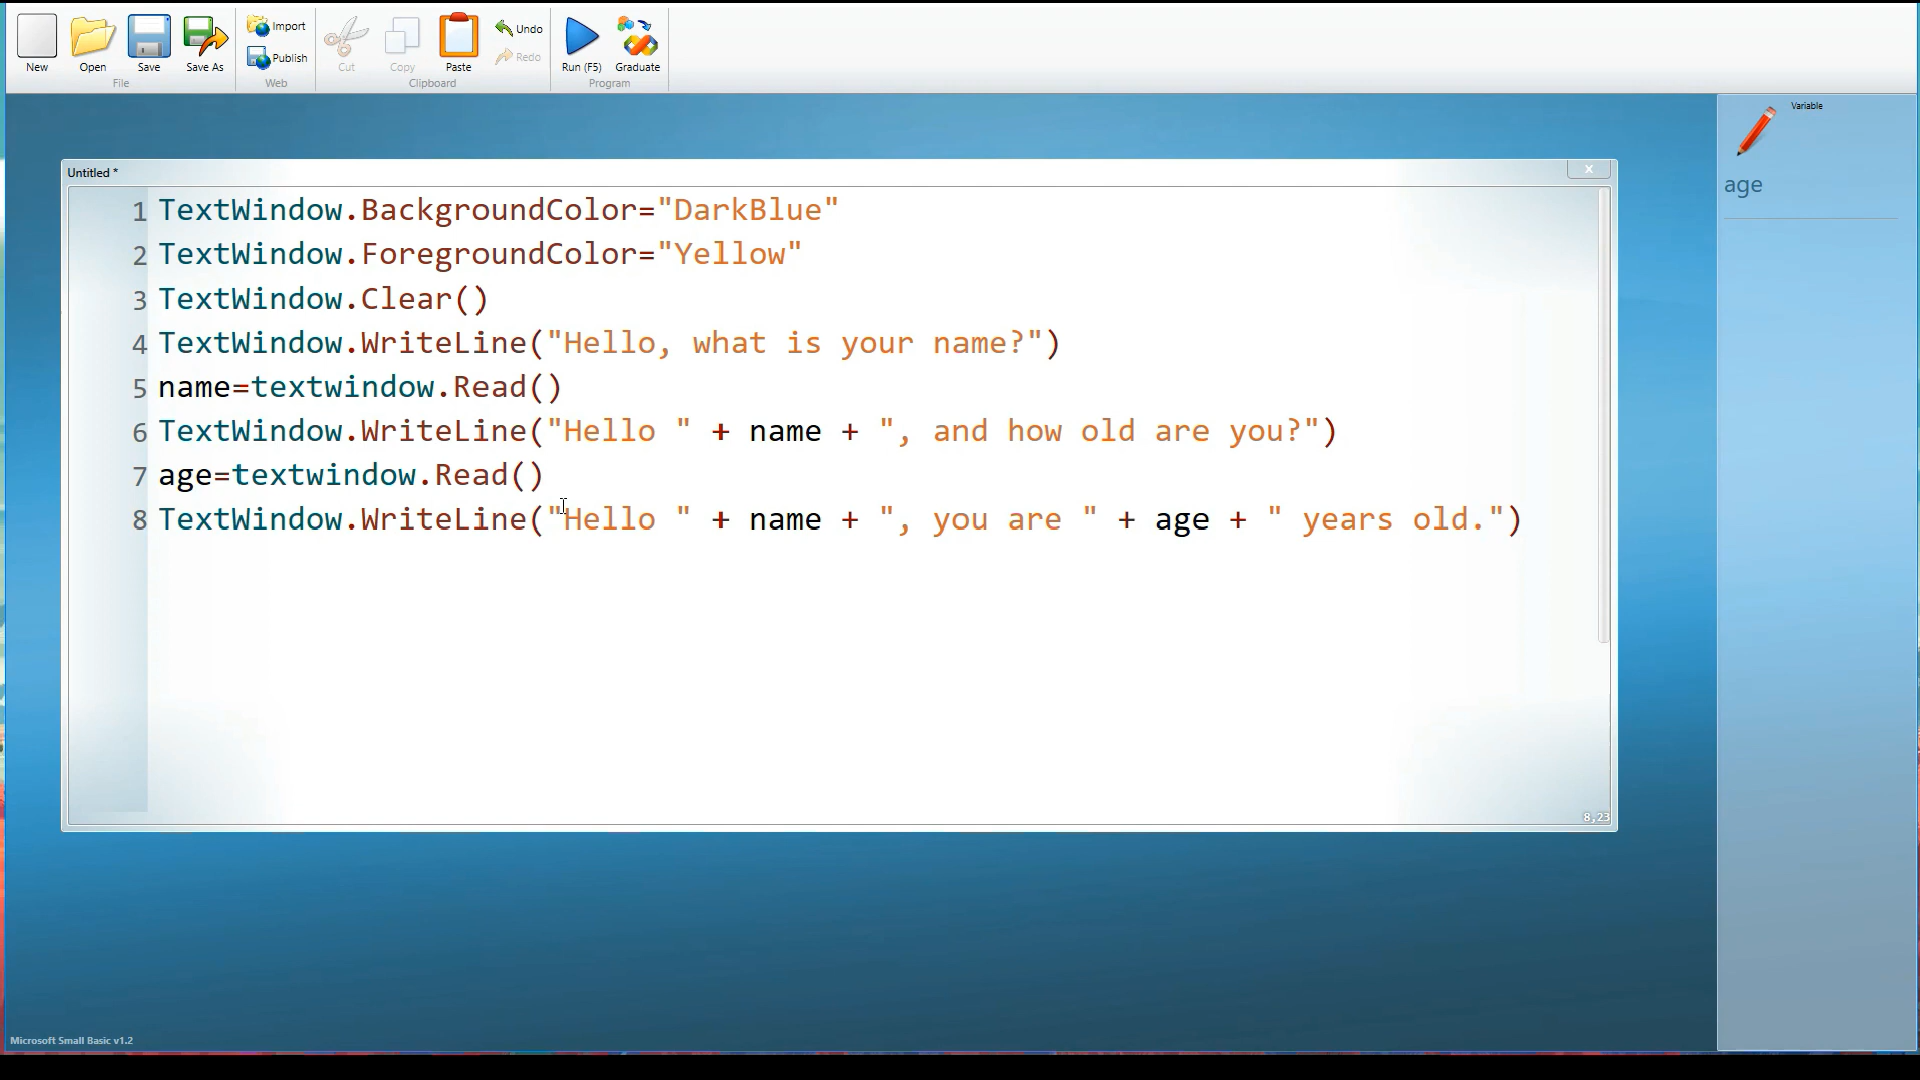 New
Open
Save
Save As
File
Import
Publish
Web
Cut
Copy
Paste
Undo
Redo
Clipboard
Run (F5)
Graduate
Program
Variable
age
Untitled *
x
1 TextWindow.BackgroundColor="DarkBlue"
2 TextWindow.ForegroundColor="Yellow"
3 TextWindow.Clear()
4 TextWindow.WriteLine("Hello, what is your name?")
5 name=textwindow.Read()
6 TextWindow.WriteLine("Hello " + name + ", and how old are you?")
7 age=textwindow.Read()
8 TextWindow.WriteLine("Hello " + name + ", you are " + age + " years old.")
8,23
Microsoft Small Basic v1.2